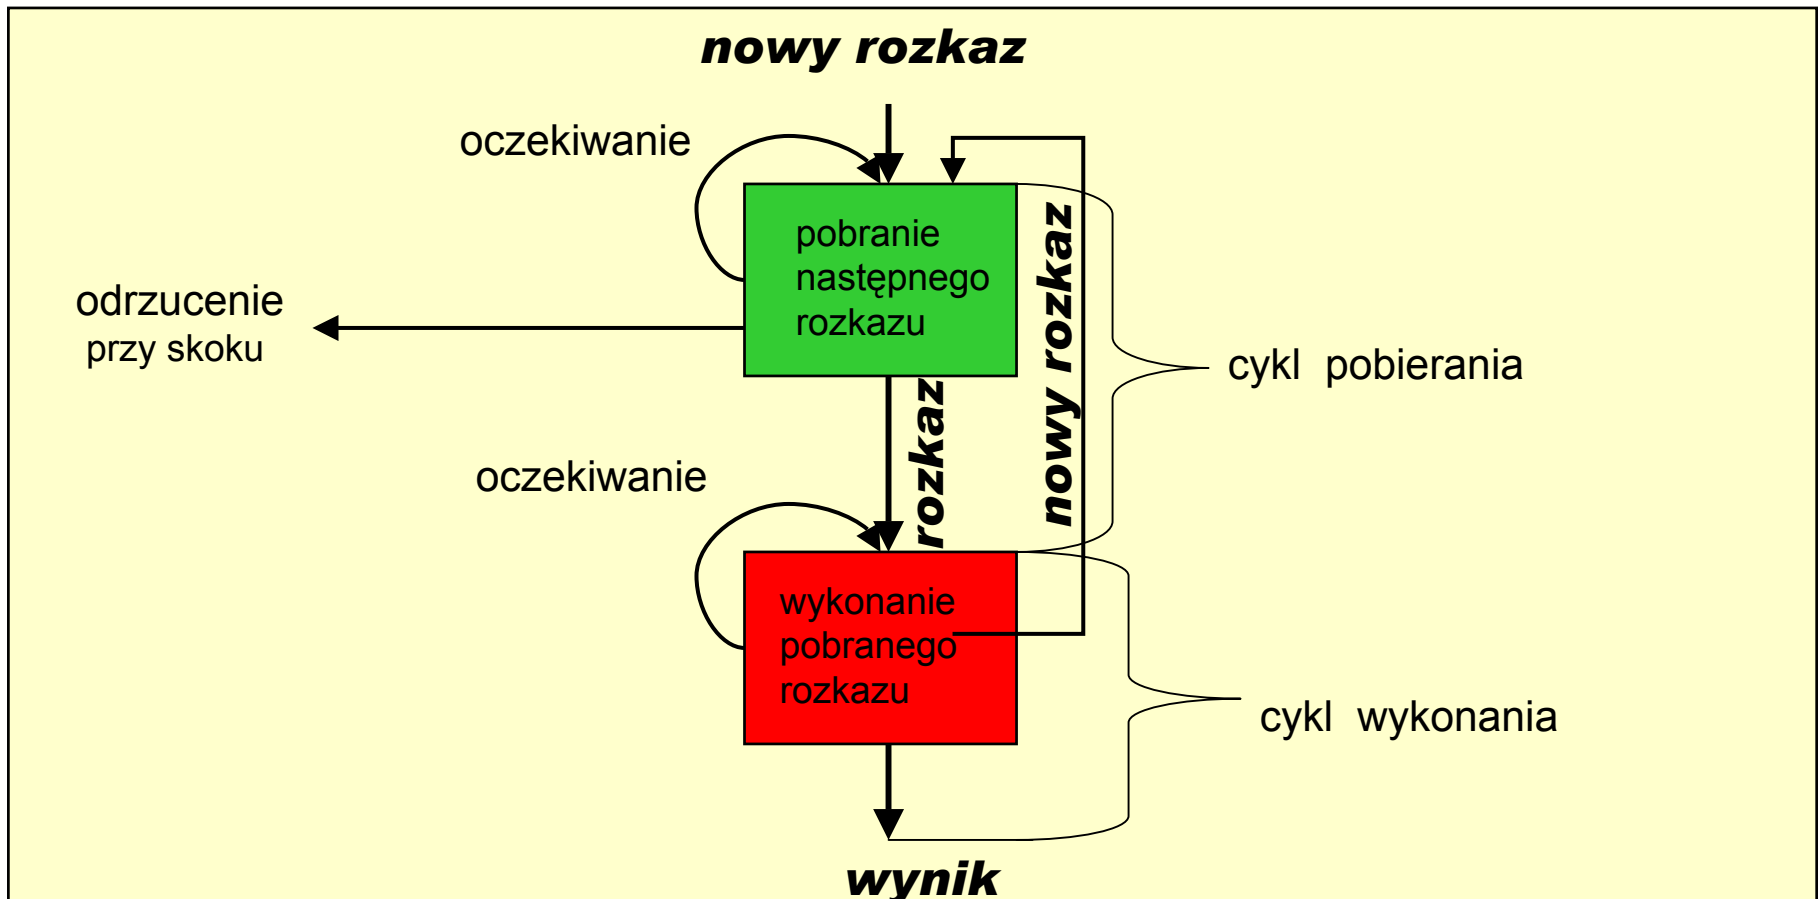 nowy rozkaz
oczekiwanie
pobranie
następnego
rozkazu
odrzucenie
przy skoku
nowy rozkaz
cykl pobierania
rozkaz
oczekiwanie
wykonanie
pobranego
rozkazu
cykl wykonania
wynik